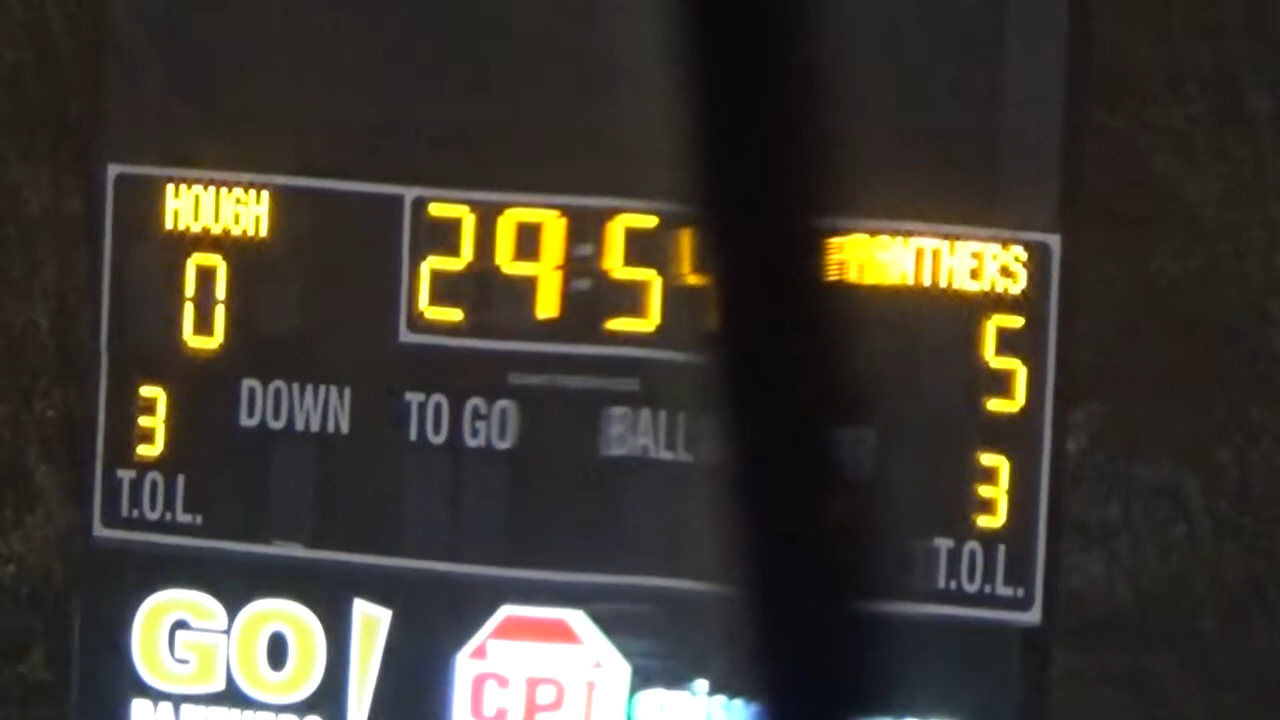 HOUGH
29:5
PANTHERS
0
5
DOWN TO GO BALL
3
3
T.O.L.
T.O.L.
GO!
CPI